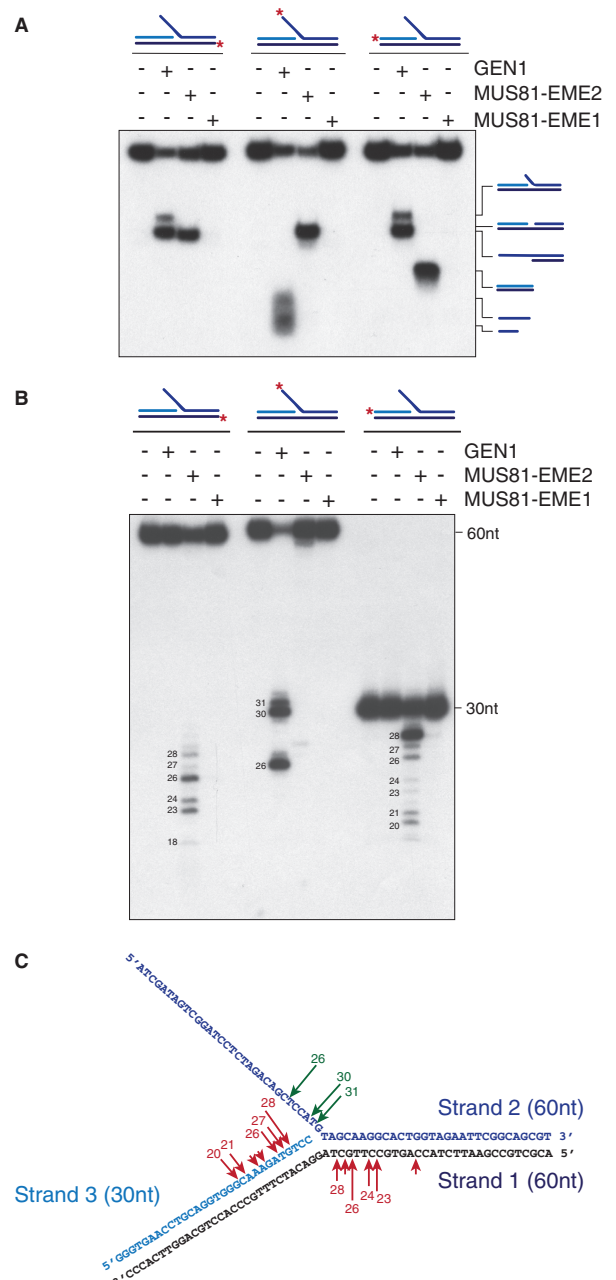 A
- + - - - + - - - + - - GEN1
- - + - - - + - - - + - MUS81-EME2
- - - + - - - + - - - + MUS81-EME1
B
- + - - - + - - - + - - GEN1
- - + - - - + - - - + - MUS81-EME2
- - - + - - - + - - - + MUS81-EME1
60nt
30nt
28
27
26
24
23
18
31
30
26
28
27
26
24
23
21
20
C
5'ATCGATAGTCGGATCCTCTAGACAGCTCCATG
26
30
31
TAGCAAGGCACTGGTAGAATTCGGCAGCGT 3'
Strand 2 (60nt)
ATCGTTCCGTGACCATCTTAAGCCGTCGCA 5'
Strand 1 (60nt)
28
26
24
23
28
27
26
21
20
Strand 3 (30nt)
5'GGGTGAACCTGCAGGTGGGCAAAGATGTCC
'CCCACTTGGACGTCCACCCGTTTCTACAGG